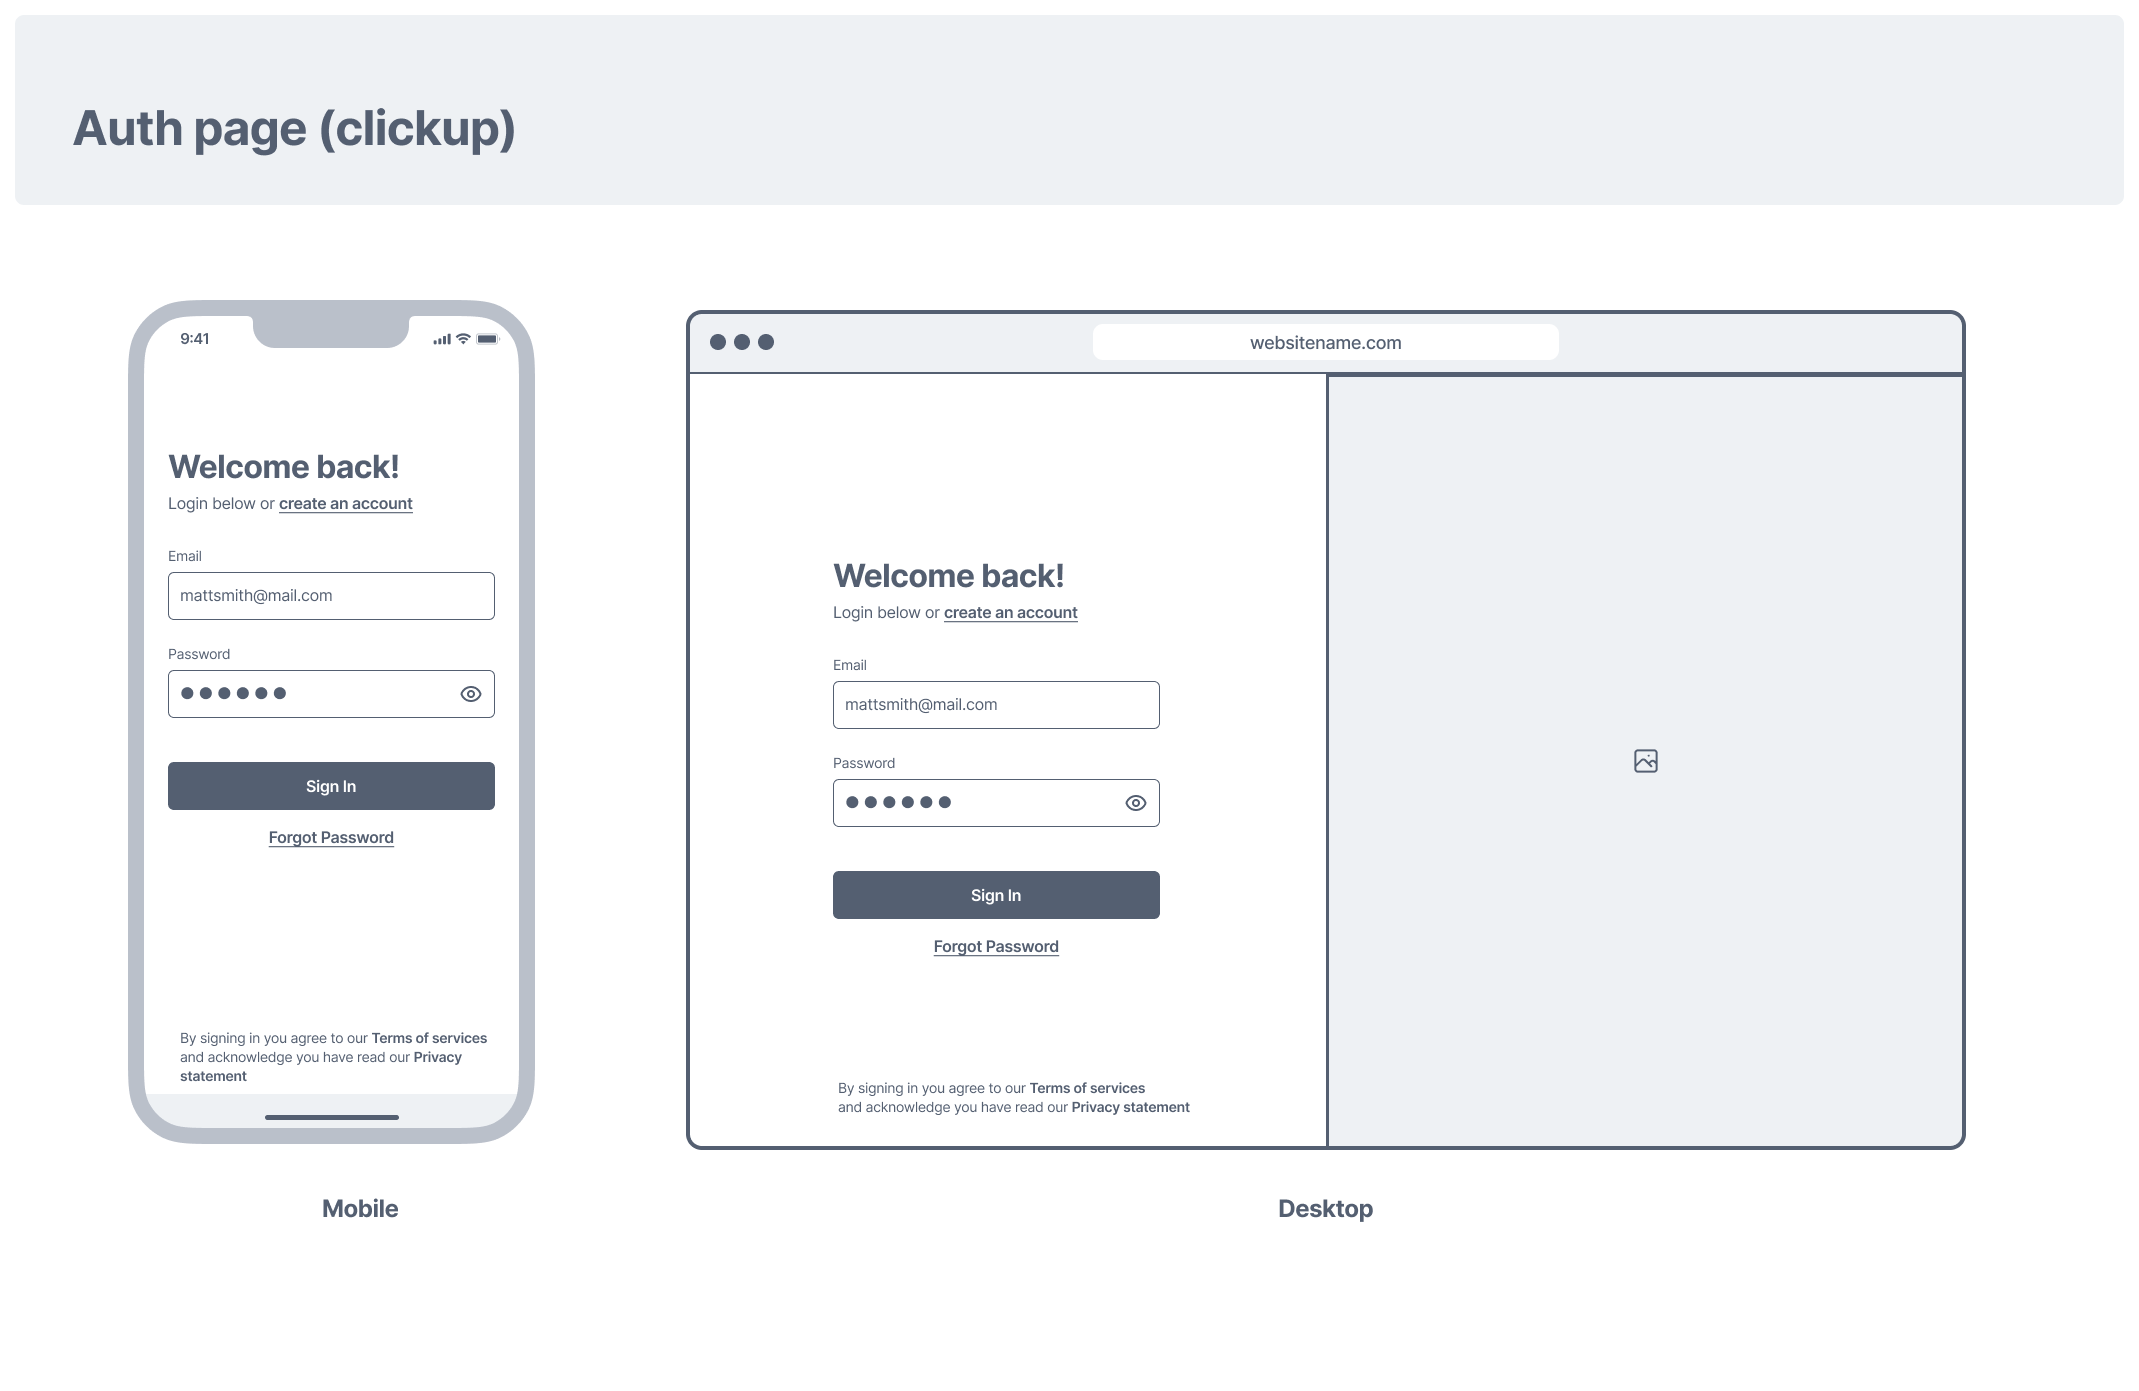 Auth page (clickup)
9:41
Welcome back!
Login below or create an account
Email
mattsmith@mail.com
Password
Sign In
Forgot Password
By signing in you agree to our Terms of services
and acknowledge you have read our Privacy
statement
Mobile
websitename.com
Welcome back!
Login below or create an account
Email
mattsmith@mail.com
Password
Sign In
Forgot Password
By signing in you agree to our Terms of services
and acknowledge you have read our Privacy statement
Desktop